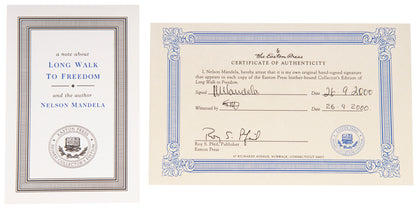 a note about
LONG WALK
TO FREEDOM
and the author
NELSON MANDELA
EASTON PRESS
The Easton Press
CERTIFICATE OF AUTHENTICITY
I, Nelson Mandela, hereby attest that it is my own original hand-signed signature
that appears in each copy of the Easton Press leather-bound Collector's Edition of
Long Walk to Freedom.
Signed NMandela Date 26-9-2000
Witnessed by Date 26-9-2000.
Roy S. Pfeil
Roy S. Pfeil, Publisher
Easton Press
47 RICHARDS AVENUE, NORWALK, CONNECTICUT 06857